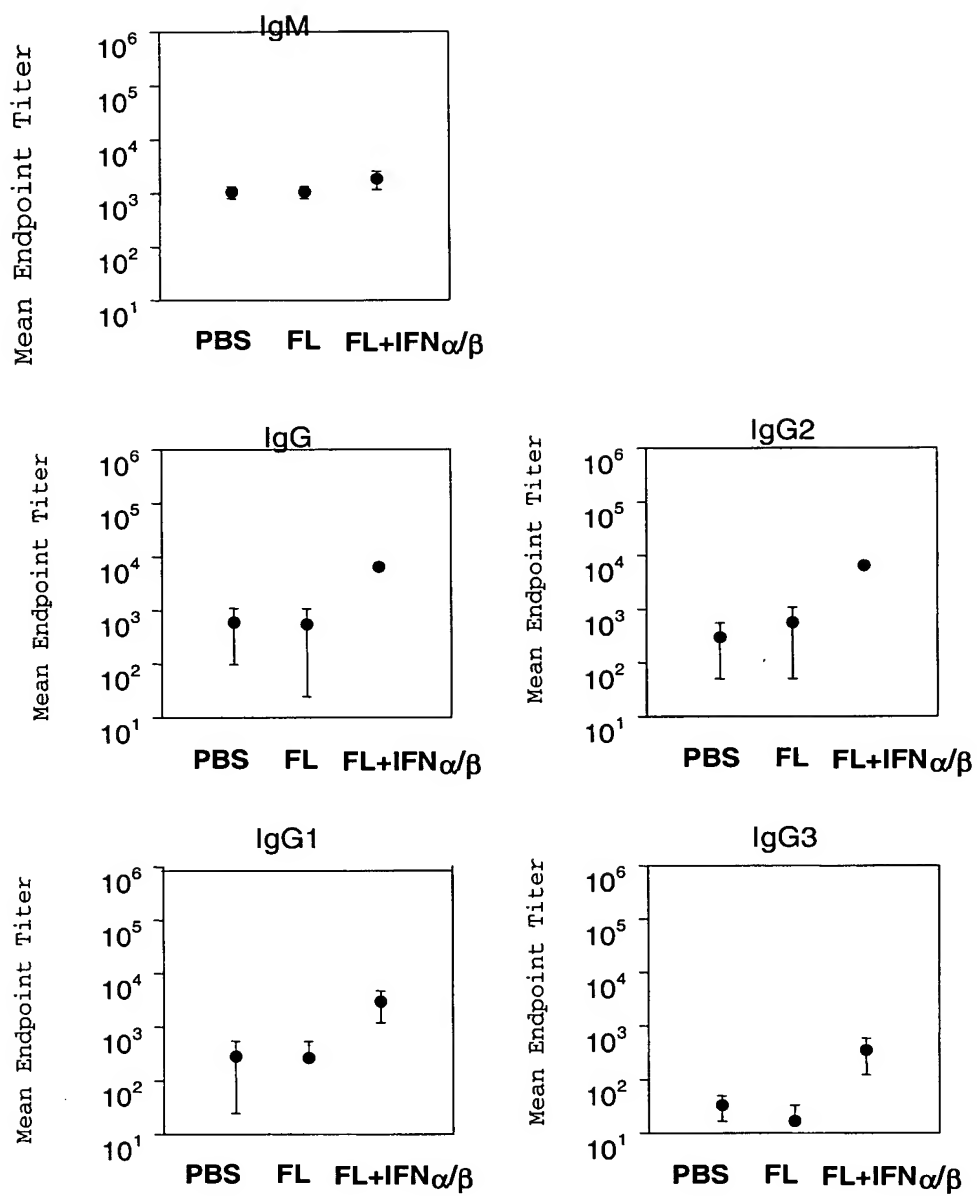 IgM
Mean Endpoint Titer
10⁶
10⁵
10⁴
10³
10²
10¹
PBS FL FL+IFNα/β
IgG
Mean Endpoint Titer
10⁶
10⁵
10⁴
10³
10²
10¹
PBS FL FL+IFNα/β
IgG2
Mean Endpoint Titer
10⁶
10⁵
10⁴
10³
10²
10¹
PBS FL FL+IFNα/β
IgG1
Mean Endpoint Titer
10⁶
10⁵
10⁴
10³
10²
10¹
PBS FL FL+IFNα/β
IgG3
Mean Endpoint Titer
10⁶
10⁵
10⁴
10³
10²
10¹
PBS FL FL+IFNα/β